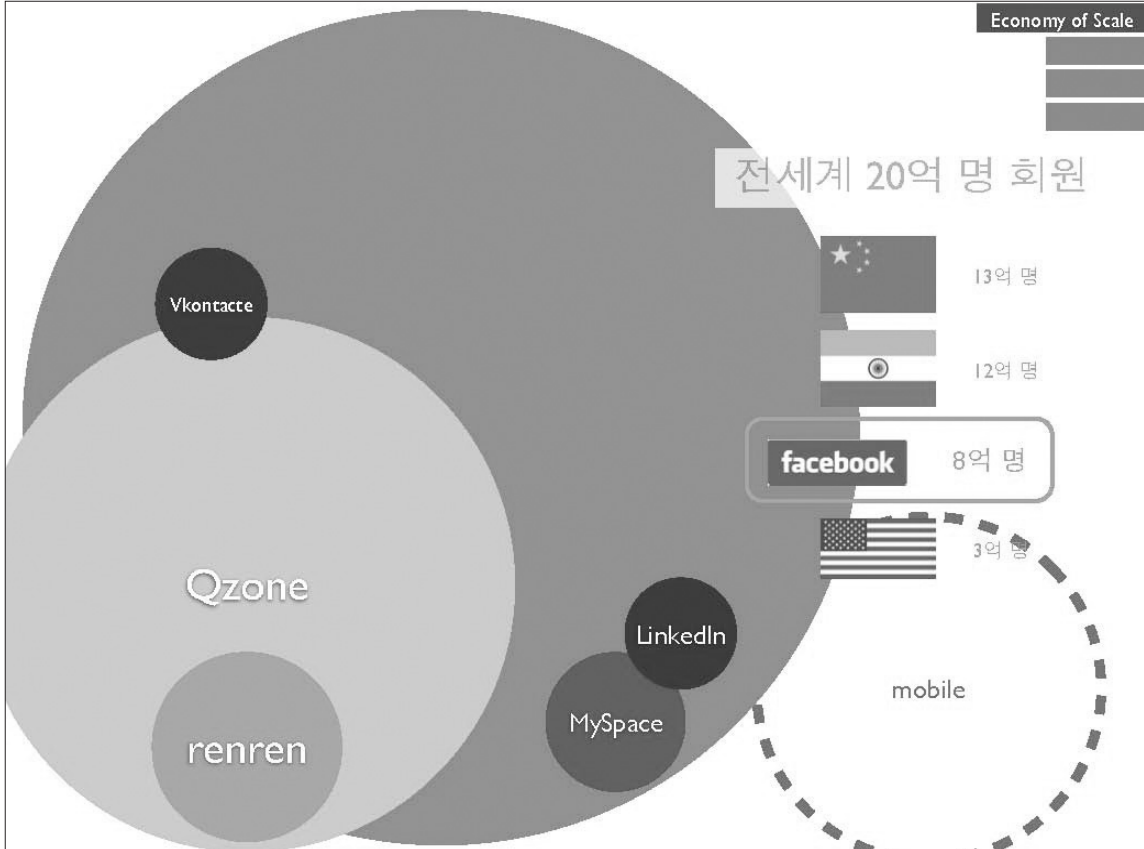 Economy of Scale
전세계 20억 명 회원
13억 명
12억 명
facebook
8억 명
3억 명
Vkontacte
Qzone
renren
LinkedIn
MySpace
mobile